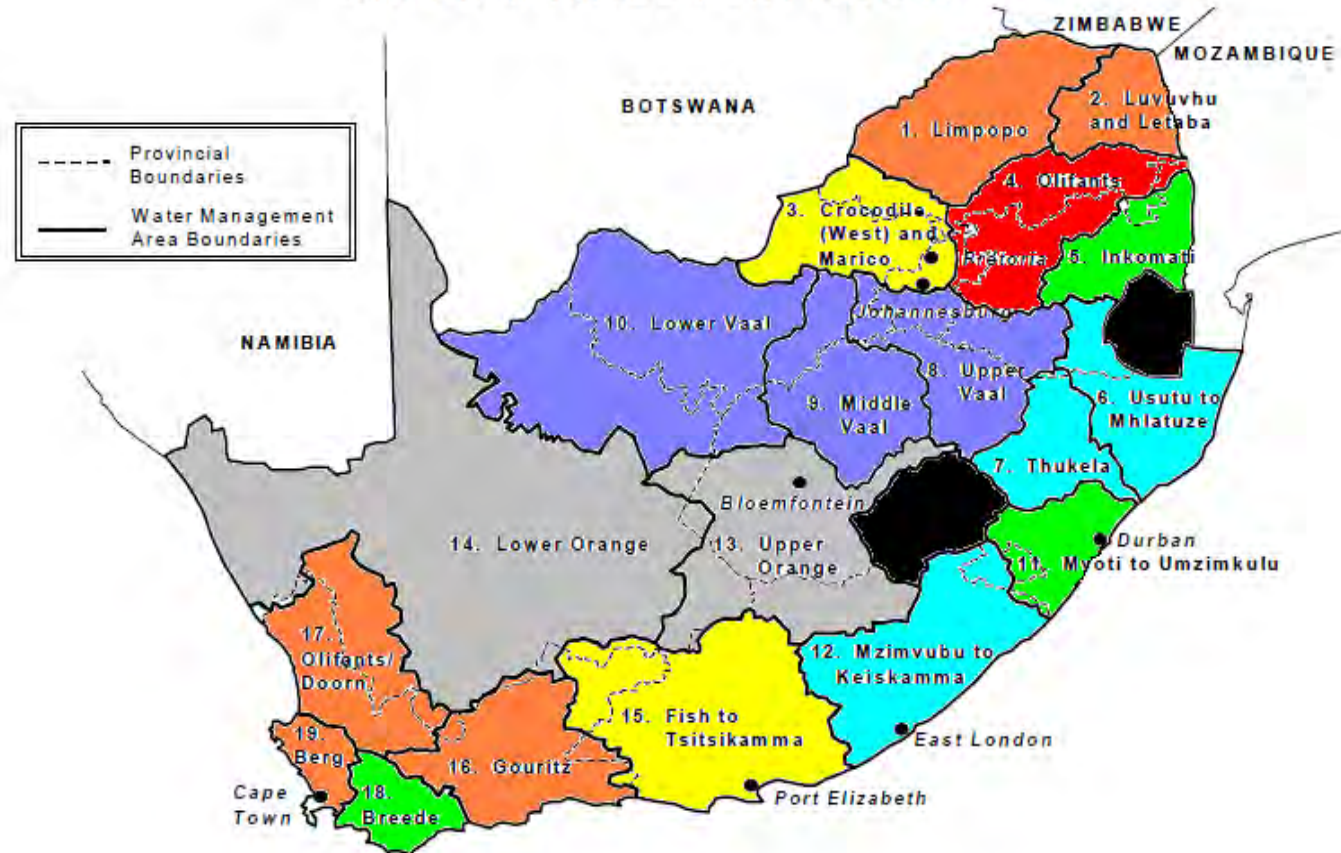 ZIMBABWE
MOZAMBIQUE
BOTSWANA
NAMIBIA
Provincial
Boundaries
Water Management
Area Boundaries
1. Limpopo
2. Luvuvhu
and Letaba
3. Crocodile
(West) and
Marico
4. Olifants
Pretoria
5. Inkomati
Johannesburg
10. Lower Vaal
8. Upper
Vaal
9. Middle
Vaal
6. Usutu to
Mhlatuze
7. Thukela
Bloemfontein
14. Lower Orange
13. Upper
Orange
Durban
11. Mvoti to Umzimkulu
12. Mzimvubu to
Keiskamma
17.
Olifants/
Doorn
15. Fish to
Tsitsikamma
East London
19.
Berg
16. Gouritz
Cape
Town
18.
Breede
Port Elizabeth